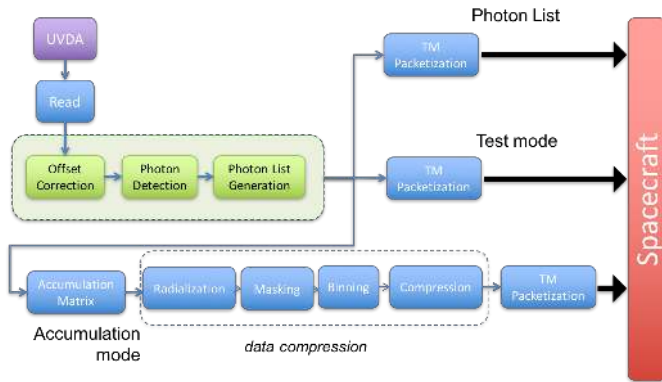 Photon List
UVDA
TM
Packetization
Read
Test mode
Offset
Correction
Photon
Detection
Photon List
Generation
TM
Packetization
Spacecraft
Accumulation
Matrix
Radialization
Masking
Binning
Compression
TM
Packetization
Accumulation
mode
data compression